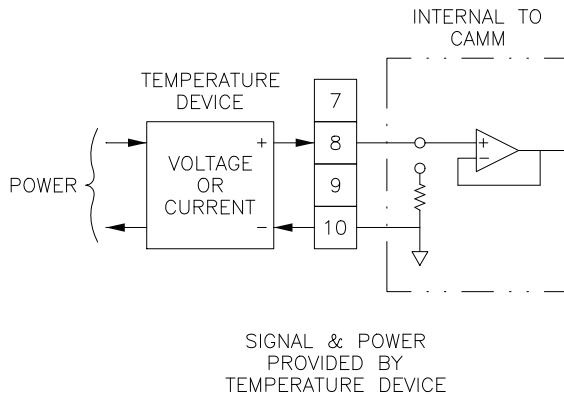 INTERNAL TO
CAMM
TEMPERATURE
DEVICE
7
POWER
VOLTAGE
OR
CURRENT
+
−
8
9
10
+
−
SIGNAL & POWER
PROVIDED BY
TEMPERATURE DEVICE